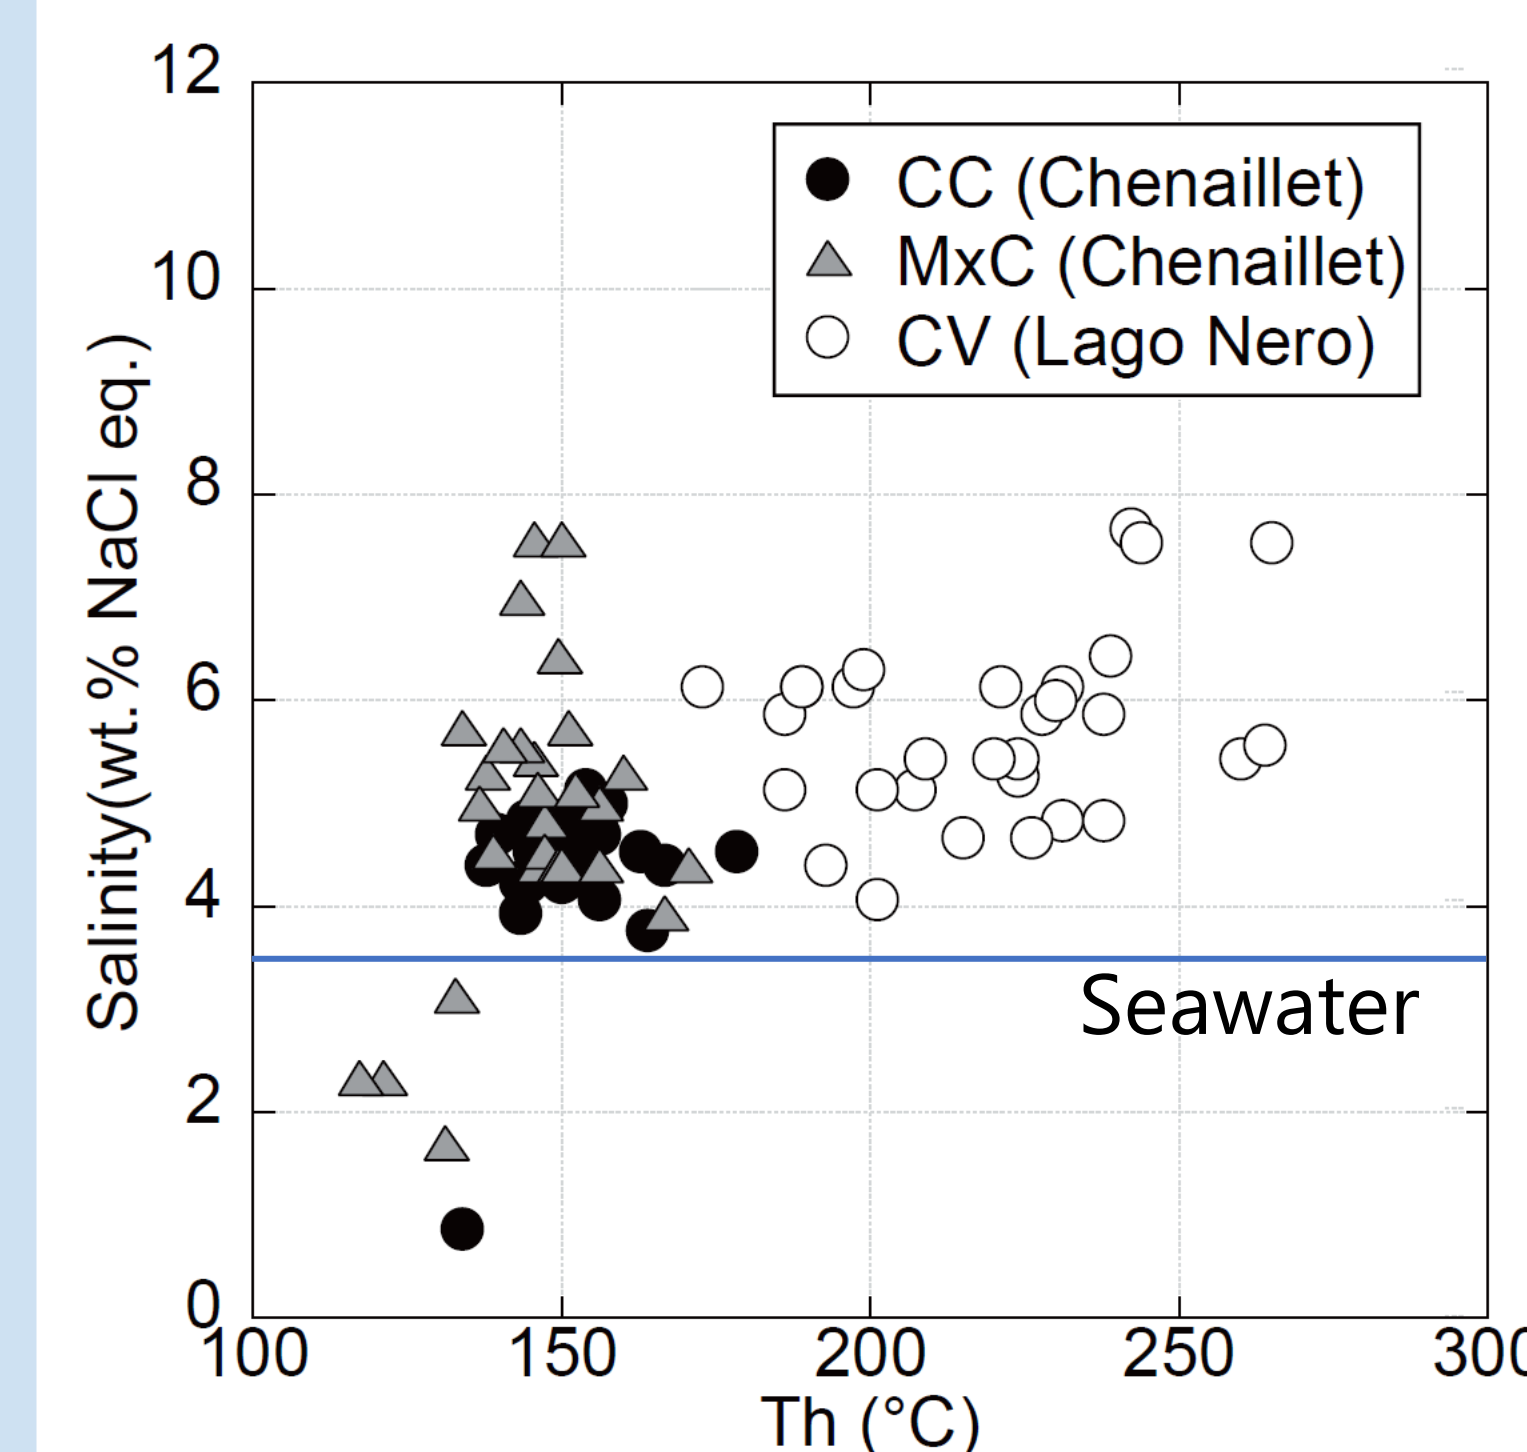 12
10
8
6
4
2
0
Salinity(wt.% NaCl eq.)
CC (Chenaillet)
MxC (Chenaillet)
CV (Lago Nero)
Seawater
100 150 200 250 300
Th (°C)